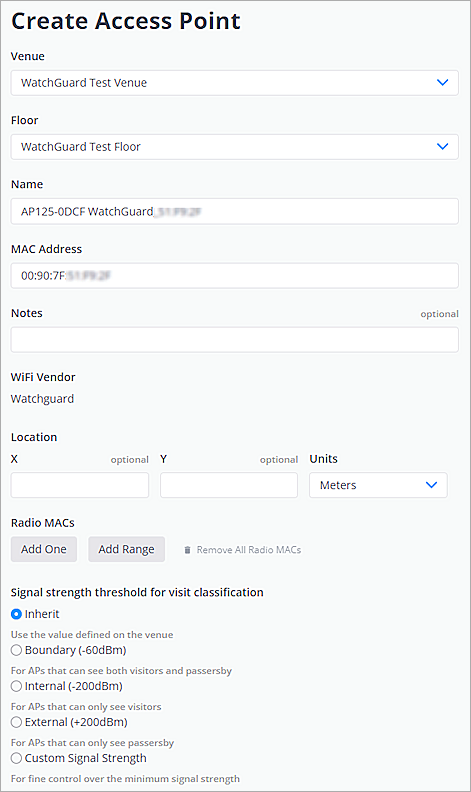 Create Access Point
Venue
WatchGuard Test Venue
Floor
WatchGuard Test Floor
Name
AP125-0DCF WatchGuard
MAC Address
00:90:7F
Notes optional
WiFi Vendor
Watchguard
Location
X optional Y optional Units
Meters
Radio MACs
Add One Add Range Remove All Radio MACs
Signal strength threshold for visit classification
Inherit
Use the value defined on the venue
Boundary (-60dBm)
For APs that can see both visitors and passersby
Internal (-200dBm)
For APs that can only see visitors
External (+200dBm)
For APs that can only see passersby
Custom Signal Strength
For fine control over the minimum signal strength